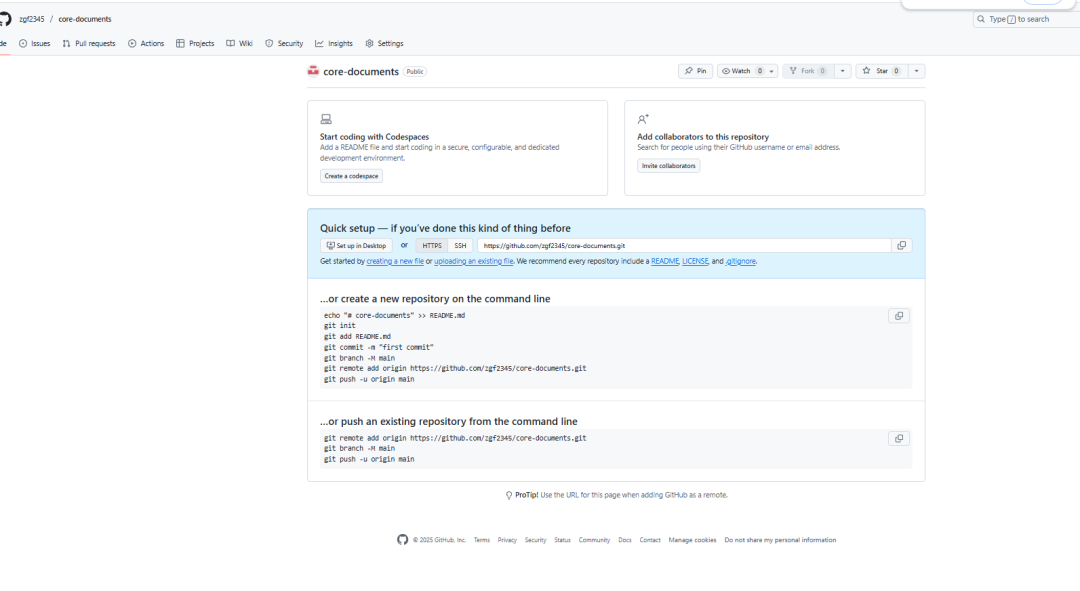 zgf2345 / core-documents
Type / to search
de Issues Pull requests Actions Projects Wiki Security Insights Settings
core-documents Public
Pin Watch 0 Fork 0 Star 0
Start coding with Codespaces
Add a README file and start coding in a secure, configurable, and dedicated
development environment.
Create a codespace
Add collaborators to this repository
Search for people using their GitHub username or email address.
Invite collaborators
Quick setup — if you've done this kind of thing before
Set up in Desktop or HTTPS SSH https://github.com/zgf2345/core-documents.git
Get started by creating a new file or uploading an existing file. We recommend every repository include a README, LICENSE, and .gitignore.
...or create a new repository on the command line
echo "# core-documents" >> README.md
git init
git add README.md
git commit -m "first commit"
git branch -M main
git remote add origin https://github.com/zgf2345/core-documents.git
git push -u origin main
...or push an existing repository from the command line
git remote add origin https://github.com/zgf2345/core-documents.git
git branch -M main
git push -u origin main
ProTip! Use the URL for this page when adding GitHub as a remote.
© 2025 GitHub, Inc. Terms Privacy Security Status Community Docs Contact Manage cookies Do not share my personal information